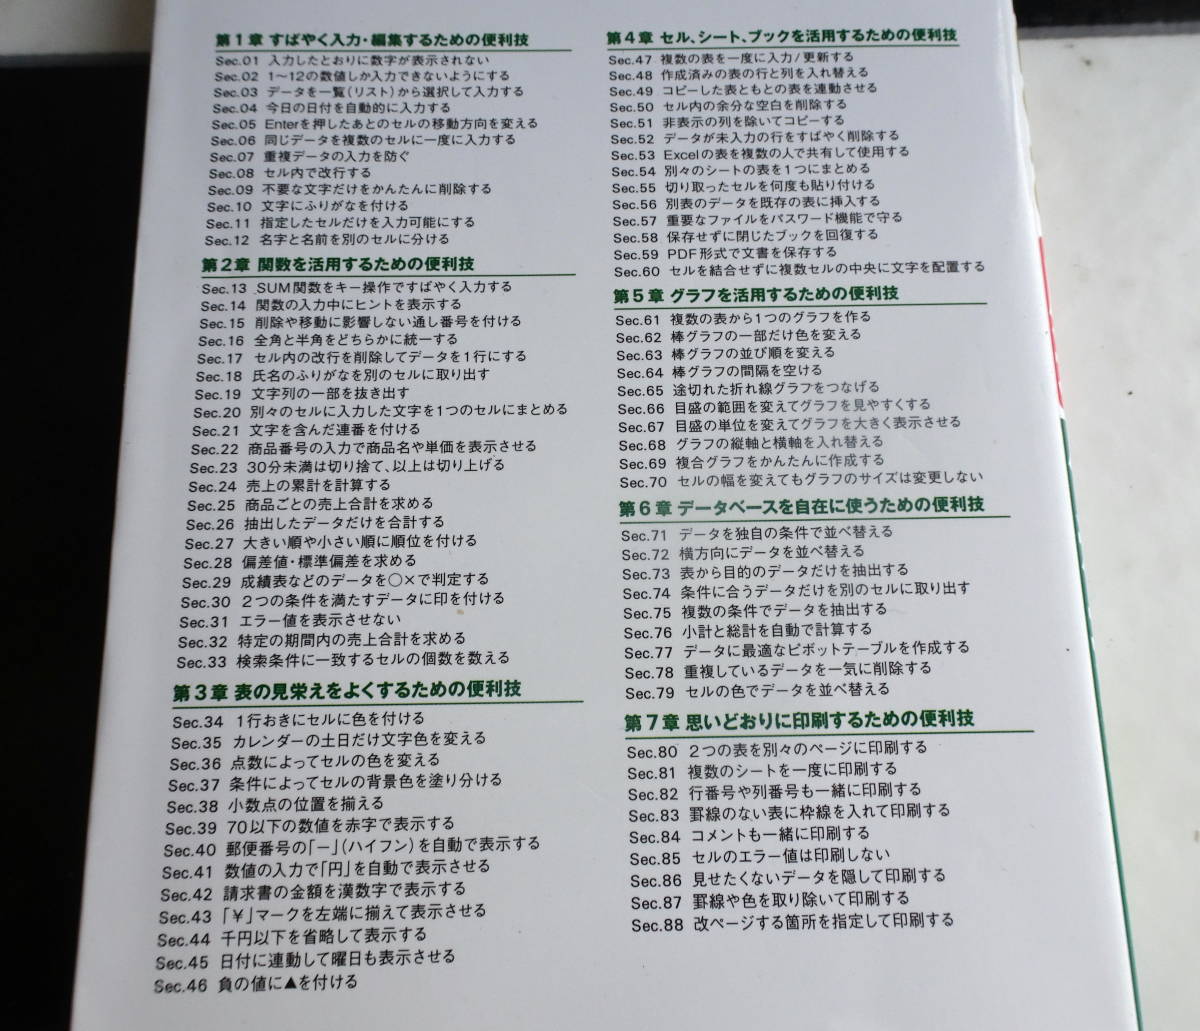 第1章 すばやく入力・編集するための便利技
Sec.01 入力したとおりに数字が表示されない
Sec.02 1～12の数値しか入力できないようにする
Sec.03 データを一覧(リスト)から選択して入力する
Sec.04 今日の日付を自動的に入力する
Sec.05 Enterを押したあとのセルの移動方向を変える
Sec.06 同じデータを複数のセルに一度に入力する
Sec.07 重複データの入力を防ぐ
Sec.08 セル内で改行する
Sec.09 不要な文字だけをかんたんに削除する
Sec.10 文字にふりがなを付ける
Sec.11 指定したセルだけを入力可能にする
Sec.12 名字と名前を別のセルに分ける
第2章 関数を活用するための便利技
Sec.13 SUM関数をキー操作ですばやく入力する
Sec.14 関数の入力中にヒントを表示する
Sec.15 削除や移動に影響しない通し番号を付ける
Sec.16 全角と半角をどちらかに統一する
Sec.17 セル内の改行を削除してデータを1行にする
Sec.18 氏名のふりがなを別のセルに取り出す
Sec.19 文字列の一部を抜き出す
Sec.20 別々のセルに入力した文字を1つのセルにまとめる
Sec.21 文字を含んだ連番を付ける
Sec.22 商品番号の入力で商品名や単価を表示させる
Sec.23 30分未満は切り捨て、以上は切り上げる
Sec.24 売上の累計を計算する
Sec.25 商品ごとの売上合計を求める
Sec.26 抽出したデータだけを合計する
Sec.27 大きい順や小さい順に順位を付ける
Sec.28 偏差値・標準偏差を求める
Sec.29 成績表などのデータを○×で判定する
Sec.30 2つの条件を満たすデータに印を付ける
Sec.31 エラー値を表示させない
Sec.32 特定の期間内の売上合計を求める
Sec.33 検索条件に一致するセルの個数を数える
第3章 表の見栄えをよくするための便利技
Sec.34 1行おきにセルに色を付ける
Sec.35 カレンダーの土日だけ文字色を変える
Sec.36 点数によってセルの色を変える
Sec.37 条件によってセルの背景色を塗り分ける
Sec.38 小数点の位置を揃える
Sec.39 70以下の数値を赤字で表示する
Sec.40 郵便番号の「－」(ハイフン)を自動で表示する
Sec.41 数値の入力で「円」を自動で表示させる
Sec.42 請求書の金額を漢数字で表示する
Sec.43 「¥」マークを左端に揃えて表示させる
Sec.44 千円以下を省略して表示する
Sec.45 日付に連動して曜日も表示させる
Sec.46 負の値に▲を付ける
第4章 セル、シート、ブックを活用するための便利技
Sec.47 複数の表を一度に入力/更新する
Sec.48 作成済みの表の行と列を入れ替える
Sec.49 コピーした表ともとの表を連動させる
Sec.50 セル内の余分な空白を削除する
Sec.51 非表示の列を除いてコピーする
Sec.52 データが未入力の行をすばやく削除する
Sec.53 Excelの表を複数の人で共有して使用する
Sec.54 別々のシートの表を1つにまとめる
Sec.55 切り取ったセルを何度も貼り付ける
Sec.56 別表のデータを既存の表に挿入する
Sec.57 重要なファイルをパスワード機能で守る
Sec.58 保存せずに閉じたブックを回復する
Sec.59 PDF形式で文書を保存する
Sec.60 セルを結合せずに複数セルの中央に文字を配置する
第5章 グラフを活用するための便利技
Sec.61 複数の表から1つのグラフを作る
Sec.62 棒グラフの一部だけ色を変える
Sec.63 棒グラフの並び順を変える
Sec.64 棒グラフの間隔を空ける
Sec.65 途切れた折れ線グラフをつなげる
Sec.66 目盛の範囲を変えてグラフを見やすくする
Sec.67 目盛の単位を変えてグラフを大きく表示させる
Sec.68 グラフの縦軸と横軸を入れ替える
Sec.69 複合グラフをかんたんに作成する
Sec.70 セルの幅を変えてもグラフのサイズは変更しない
第6章 データベースを自在に使うための便利技
Sec.71 データを独自の条件で並べ替える
Sec.72 横方向にデータを並べ替える
Sec.73 表から目的のデータだけを抽出する
Sec.74 条件に合うデータだけを別のセルに取り出す
Sec.75 複数の条件でデータを抽出する
Sec.76 小計と総計を自動で計算する
Sec.77 データに最適なピボットテーブルを作成する
Sec.78 重複しているデータを一気に削除する
Sec.79 セルの色でデータを並べ替える
第7章 思いどおりに印刷するための便利技
Sec.80 2つの表を別々のページに印刷する
Sec.81 複数のシートを一度に印刷する
Sec.82 行番号や列番号も一緒に印刷する
Sec.83 罫線のない表に枠線を入れて印刷する
Sec.84 コメントも一緒に印刷する
Sec.85 セルのエラー値は印刷しない
Sec.86 見せたくないデータを隠して印刷する
Sec.87 罫線や色を取り除いて印刷する
Sec.88 改ページする箇所を指定して印刷する